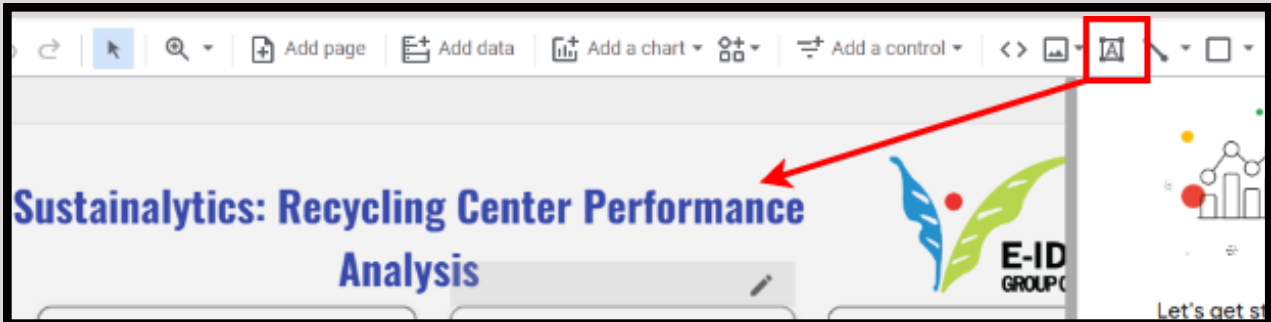 Add page Add data Add a chart Add a control
A
Sustainalytics: Recycling Center Performance
Analysis
E-ID
GROUP
Let's get st